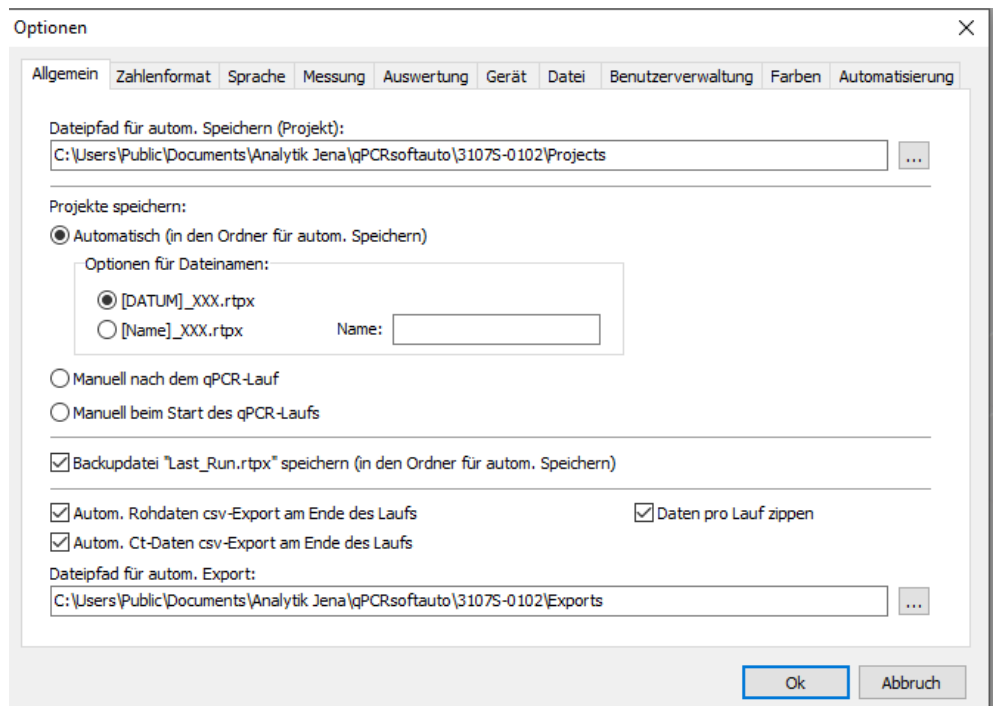 Optionen
Allgemein Zahlenformat Sprache Messung Auswertung Gerät Datei Benutzerverwaltung Farben Automatisierung
Dateipfad für autom. Speichern (Projekt):
C:\Users\Public\Documents\Analytik Jena\qPCRsoftauto\3107S-0102\Projects
...
Projekte speichern:
Automatisch (in den Ordner für autom. Speichern)
Optionen für Dateinamen:
[DATUM]_XXX.rtpx
[Name]_XXX.rtpx Name:
Manuell nach dem qPCR-Lauf
Manuell beim Start des qPCR-Laufs
Backupdatei "Last_Run.rtpx" speichern (in den Ordner für autom. Speichern)
Autom. Rohdaten csv-Export am Ende des Laufs Daten pro Lauf zippen
Autom. Ct-Daten csv-Export am Ende des Laufs
Dateipfad für autom. Export:
C:\Users\Public\Documents\Analytik Jena\qPCRsoftauto\3107S-0102\Exports
...
Ok Abbruch